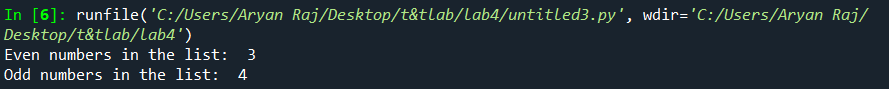 In [6]: runfile('C:/Users/Aryan Raj/Desktop/t&tlab/lab4/untitled3.py', wdir='C:/Users/Aryan Raj/
Desktop/t&tlab/lab4')
Even numbers in the list:  3
Odd numbers in the list:  4